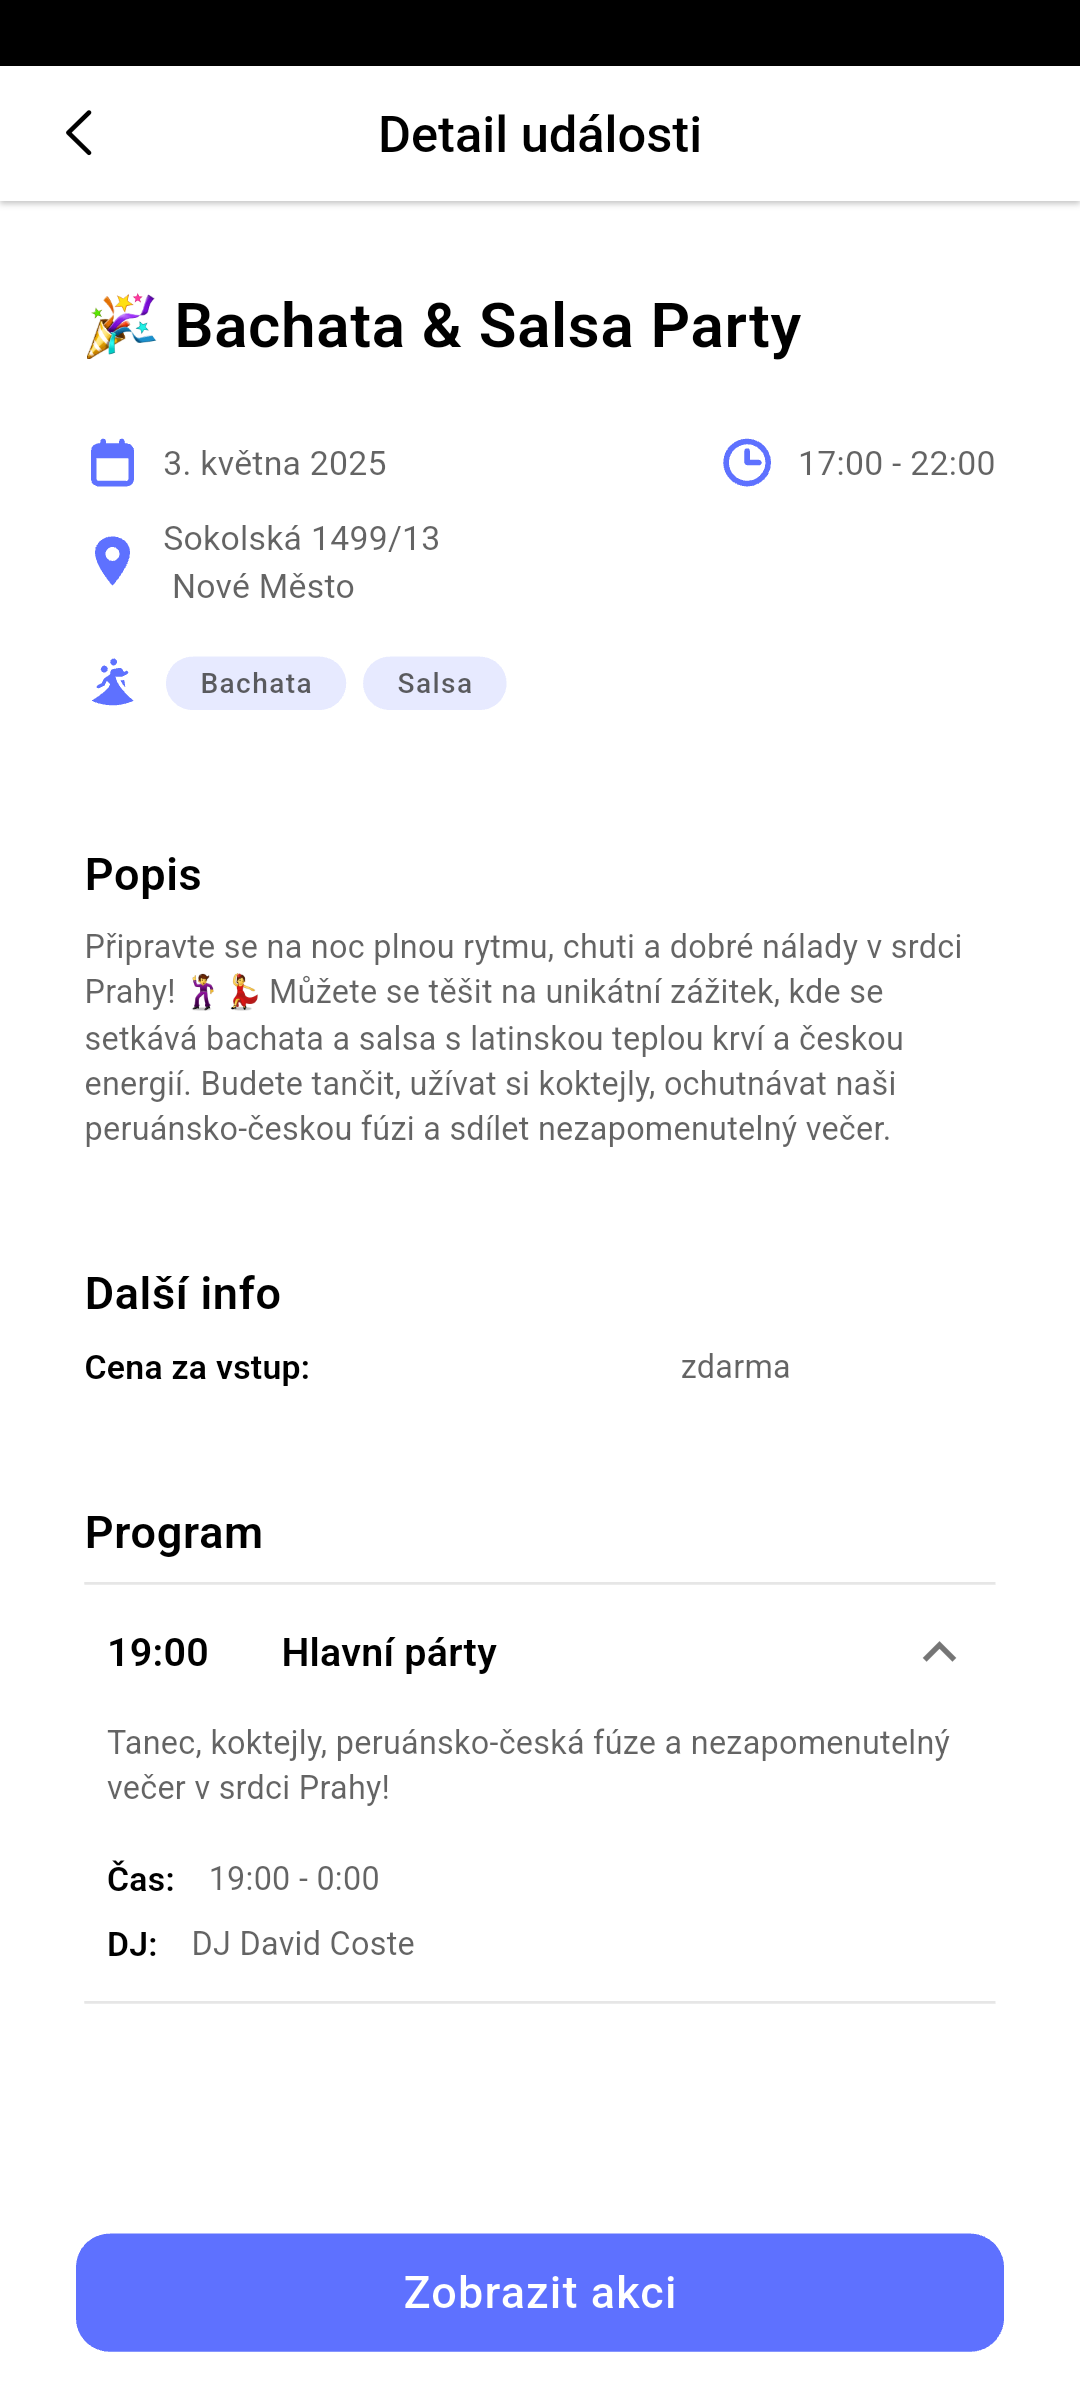 Detail události
🎉 Bachata & Salsa Party
3. května 2025
17:00 - 22:00
Sokolská 1499/13
Nové Město
Bachata
Salsa
Popis
Připravte se na noc plnou rytmu, chuti a dobré nálady v srdci
Prahy! 🕺💃 Můžete se těšit na unikátní zážitek, kde se
setkává bachata a salsa s latinskou teplou krví a českou
energií. Budete tančit, užívat si koktejly, ochutnávat naši
peruánsko-českou fúzi a sdílet nezapomenutelný večer.
Další info
Cena za vstup: zdarma
Program
19:00 Hlavní párty
Tanec, koktejly, peruánsko-česká fúze a nezapomenutelný
večer v srdci Prahy!
Čas: 19:00 - 0:00
DJ: DJ David Coste
Zobrazit akci